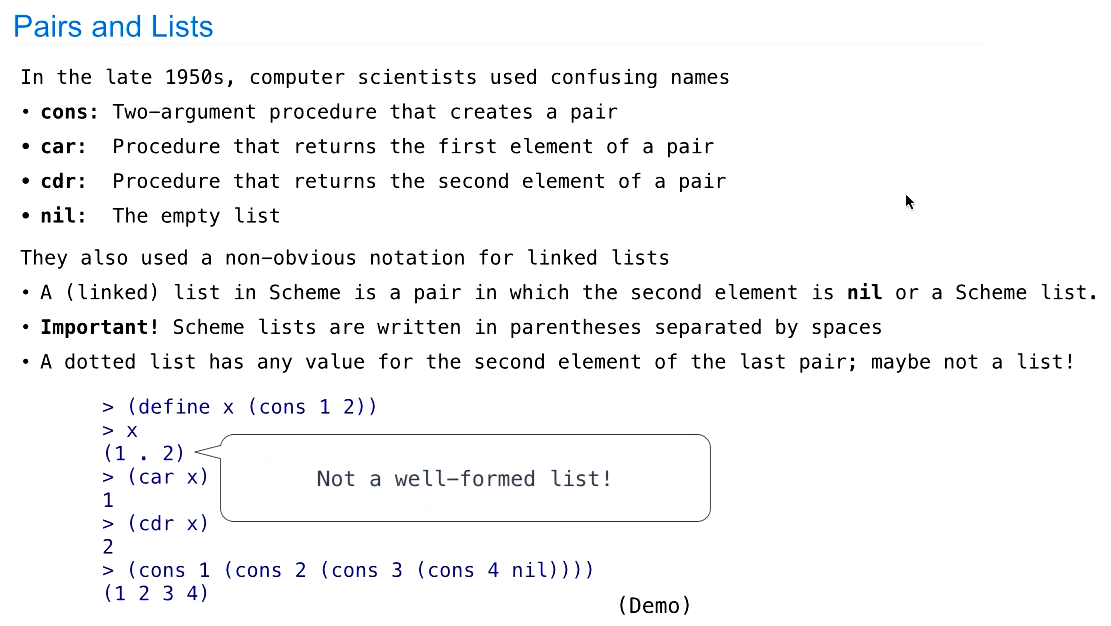 Pairs and Lists
In the late 1950s, computer scientists used confusing names
• cons: Two-argument procedure that creates a pair
• car: Procedure that returns the first element of a pair
• cdr: Procedure that returns the second element of a pair
• nil: The empty list
They also used a non-obvious notation for linked lists
• A (linked) list in Scheme is a pair in which the second element is nil or a Scheme list.
• Important! Scheme lists are written in parentheses separated by spaces
• A dotted list has any value for the second element of the last pair; maybe not a list!
> (define x (cons 1 2))
> x
(1 . 2)
Not a well-formed list!
> (car x)
1
> (cdr x)
2
> (cons 1 (cons 2 (cons 3 (cons 4 nil))))
(1 2 3 4)
(Demo)